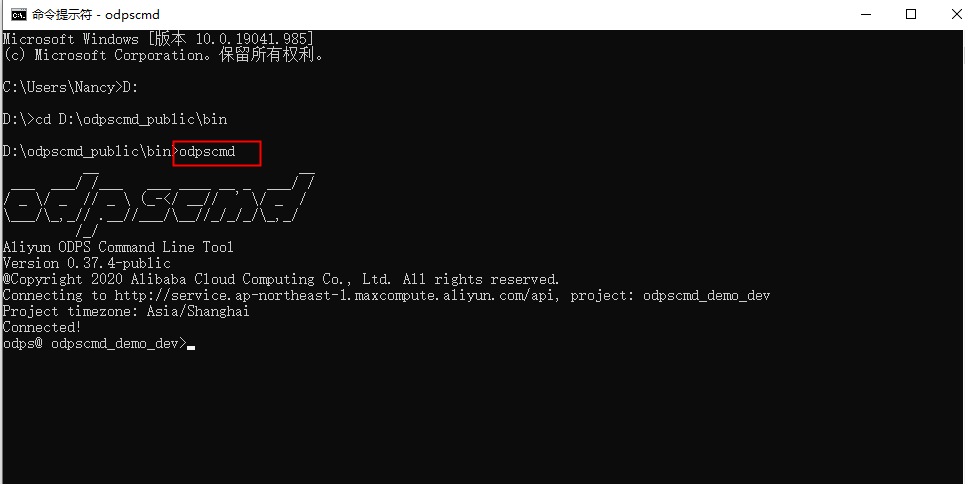 命令提示符 - odpscmd
Microsoft Windows [版本 10.0.19041.985]
(c) Microsoft Corporation。保留所有权利。
C:\Users\Nancy>D:
D:\>cd D:\odpscmd_public\bin
D:\odpscmd_public\bin>odpscmd
odpscmd
Aliyun ODPS Command Line Tool
Version 0.37.4-public
@Copyright 2020 Alibaba Cloud Computing Co., Ltd. All rights reserved.
Connecting to http://service.ap-northeast-1.maxcompute.aliyun.com/api, project: odpscmd_demo_dev
Project timezone: Asia/Shanghai
Connected!
odps@ odpscmd_demo_dev>